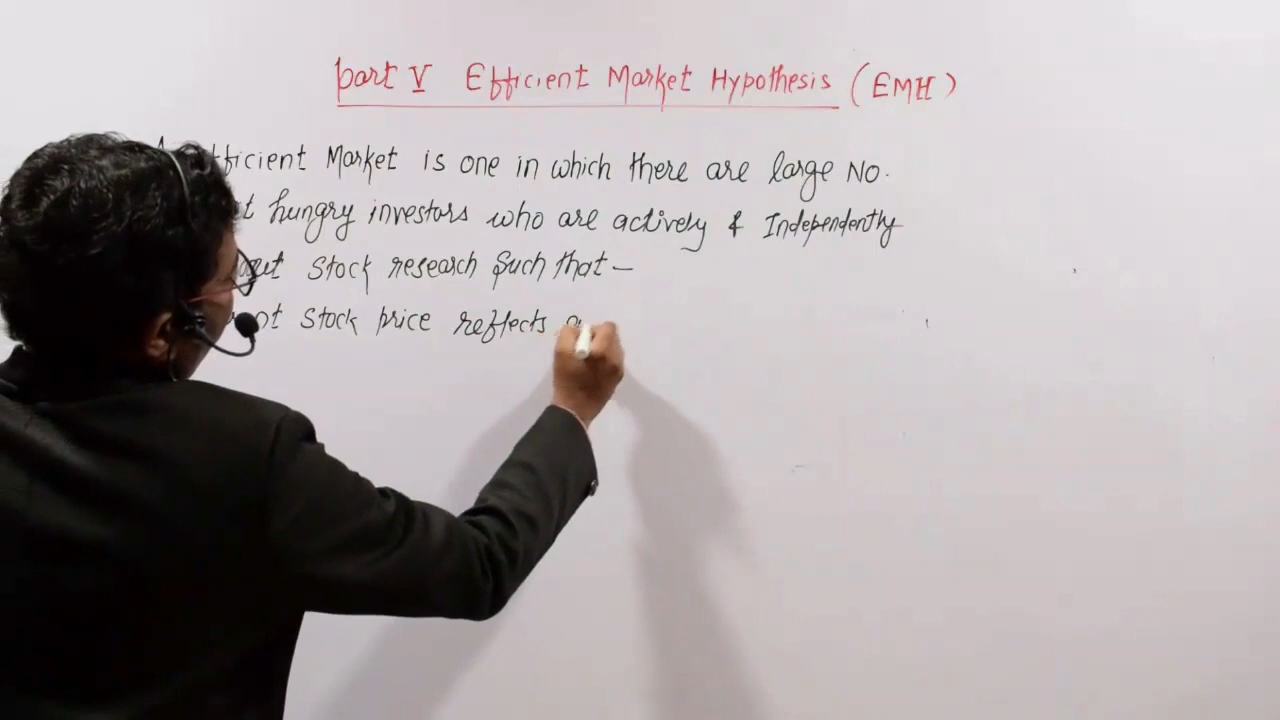 Part V Efficient Market Hypothesis (EMH)
Efficient Market is one in which there are large No.
hungry investors who are actively & Independently
Stock research Such that –
Stock price reflects